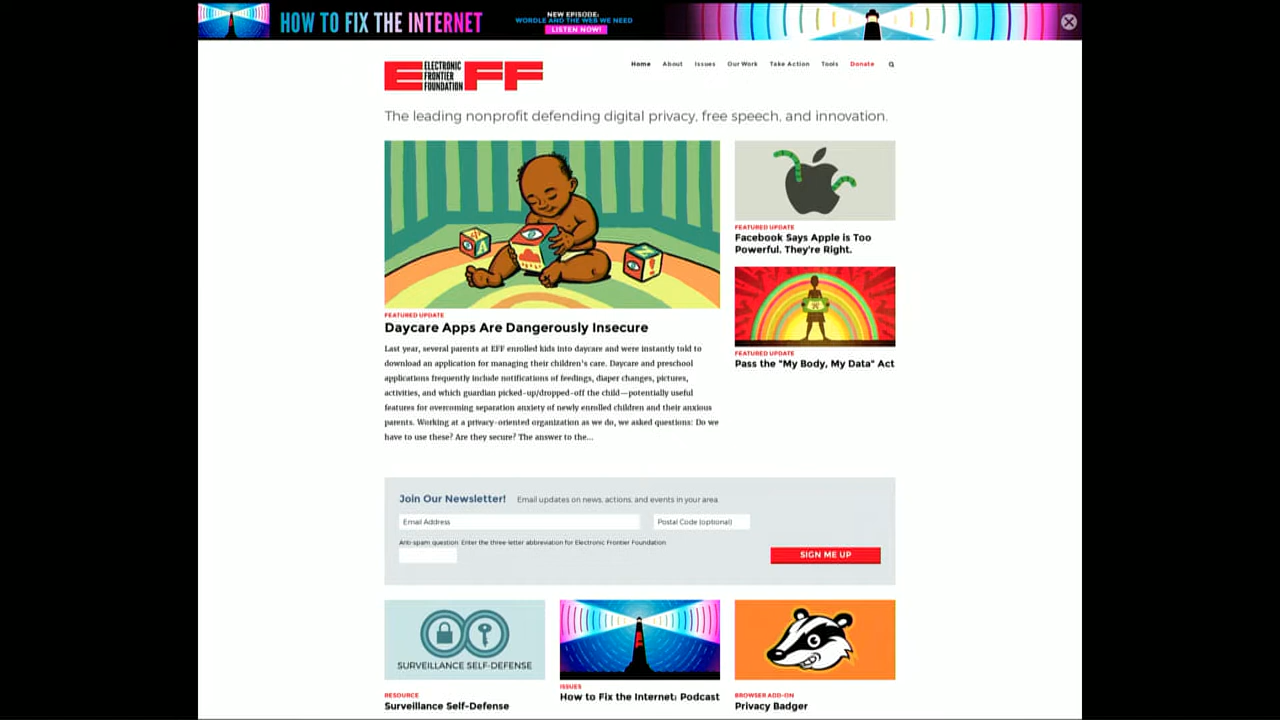 HOW TO FIX THE INTERNET
NEW EPISODE:
WORDLE AND THE WEB WE NEED
LISTEN NOW!
EFF
ELECTRONIC
FRONTIER
FOUNDATION
Home About Issues Our Work Take Action Tools Donate
The leading nonprofit defending digital privacy, free speech, and innovation.
FEATURED UPDATE
Daycare Apps Are Dangerously Insecure
Last year, several parents at EFF enrolled kids into daycare and were instantly told to
download an application for managing their children's care. Daycare and preschool
applications frequently include notifications of feedings, diaper changes, pictures,
activities, and which guardian picked-up/dropped-off the child—potentially useful
features for overcoming separation anxiety of newly enrolled children and their anxious
parents. Working at a privacy-oriented organization as we do, we asked questions: Do we
have to use these? Are they secure? The answer to the...
FEATURED UPDATE
Facebook Says Apple is Too
Powerful. They're Right.
FEATURED UPDATE
Pass the "My Body, My Data" Act
Join Our Newsletter! Email updates on news, actions, and events in your area.
Email Address Postal Code (optional)
Anti-spam question: Enter the three-letter abbreviation for Electronic Frontier Foundation
SIGN ME UP
SURVEILLANCE SELF-DEFENSE
RESOURCE
Surveillance Self-Defense
ISSUES
How to Fix the Internet: Podcast
BROWSER ADD-ON
Privacy Badger